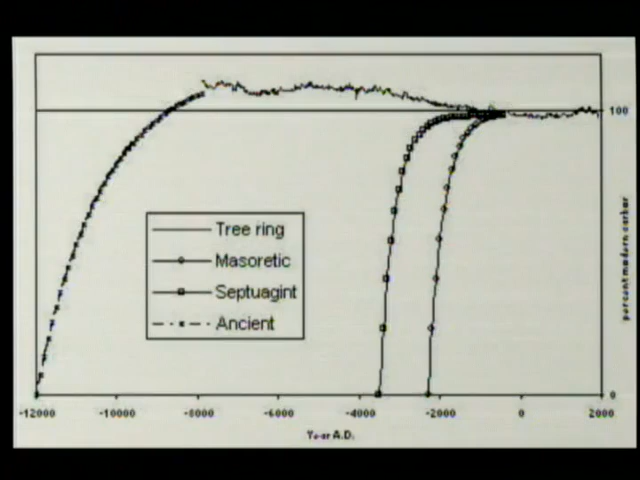 100
Tree ring
Masoretic
Septuagint
Ancient
percent modern carbon
0
-12000 -10000 -8000 -6000 -4000 -2000 0 2000
Year A.D.